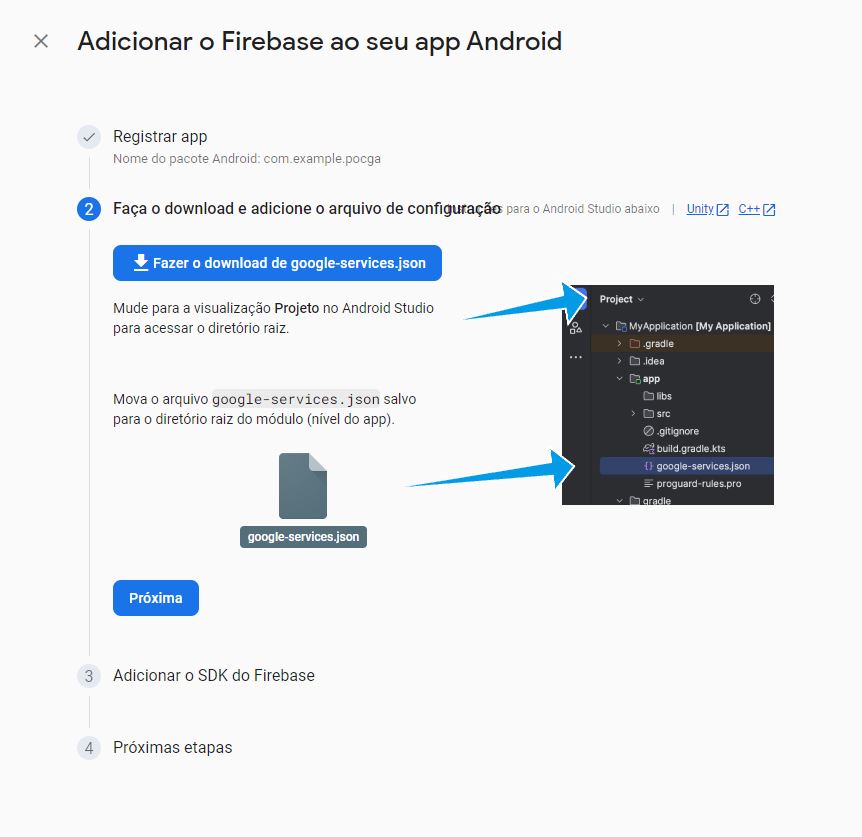 Adicionar o Firebase ao seu app Android
Registrar app
Nome do pacote Android: com.example.pocga
2 Faça o download e adicione o arquivo de configuração para o Android Studio abaixo | Unity C++
Fazer o download de google-services.json
Mude para a visualização Projeto no Android Studio
para acessar o diretório raiz.
Mova o arquivo google-services.json salvo
para o diretório raiz do módulo (nível do app).
google-services.json
Project
MyApplication [My Application]
.gradle
.idea
app
libs
src
.gitignore
build.gradle.kts
{} google-services.json
proguard-rules.pro
gradle
Próxima
3 Adicionar o SDK do Firebase
4 Próximas etapas